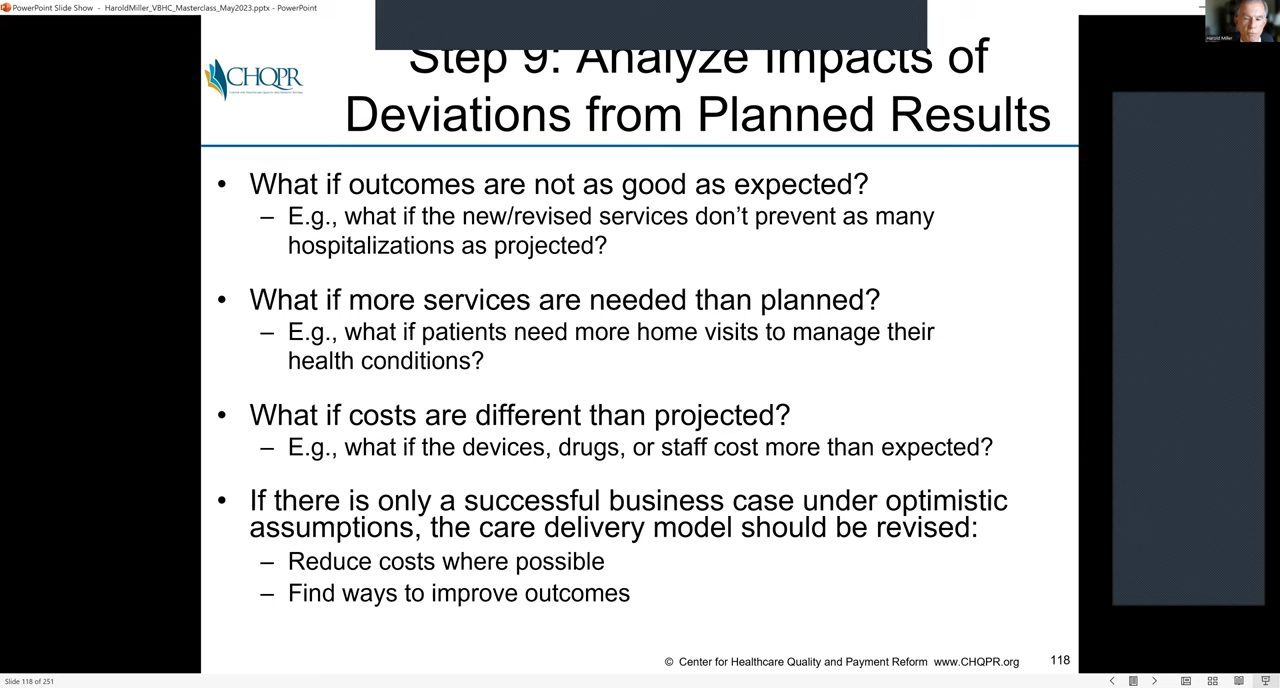 PowerPoint Slide Show - HaroldMiller_VBHC_Masterclass_May2023.pptx - PowerPoint
Harold Miller
CHQPR
Step 9: Analyze Impacts of
Deviations from Planned Results
• What if outcomes are not as good as expected?
– E.g., what if the new/revised services don't prevent as many
hospitalizations as projected?
• What if more services are needed than planned?
– E.g., what if patients need more home visits to manage their
health conditions?
• What if costs are different than projected?
– E.g., what if the devices, drugs, or staff cost more than expected?
• If there is only a successful business case under optimistic
assumptions, the care delivery model should be revised:
– Reduce costs where possible
– Find ways to improve outcomes
© Center for Healthcare Quality and Payment Reform www.CHQPR.org
118
Slide 118 of 251